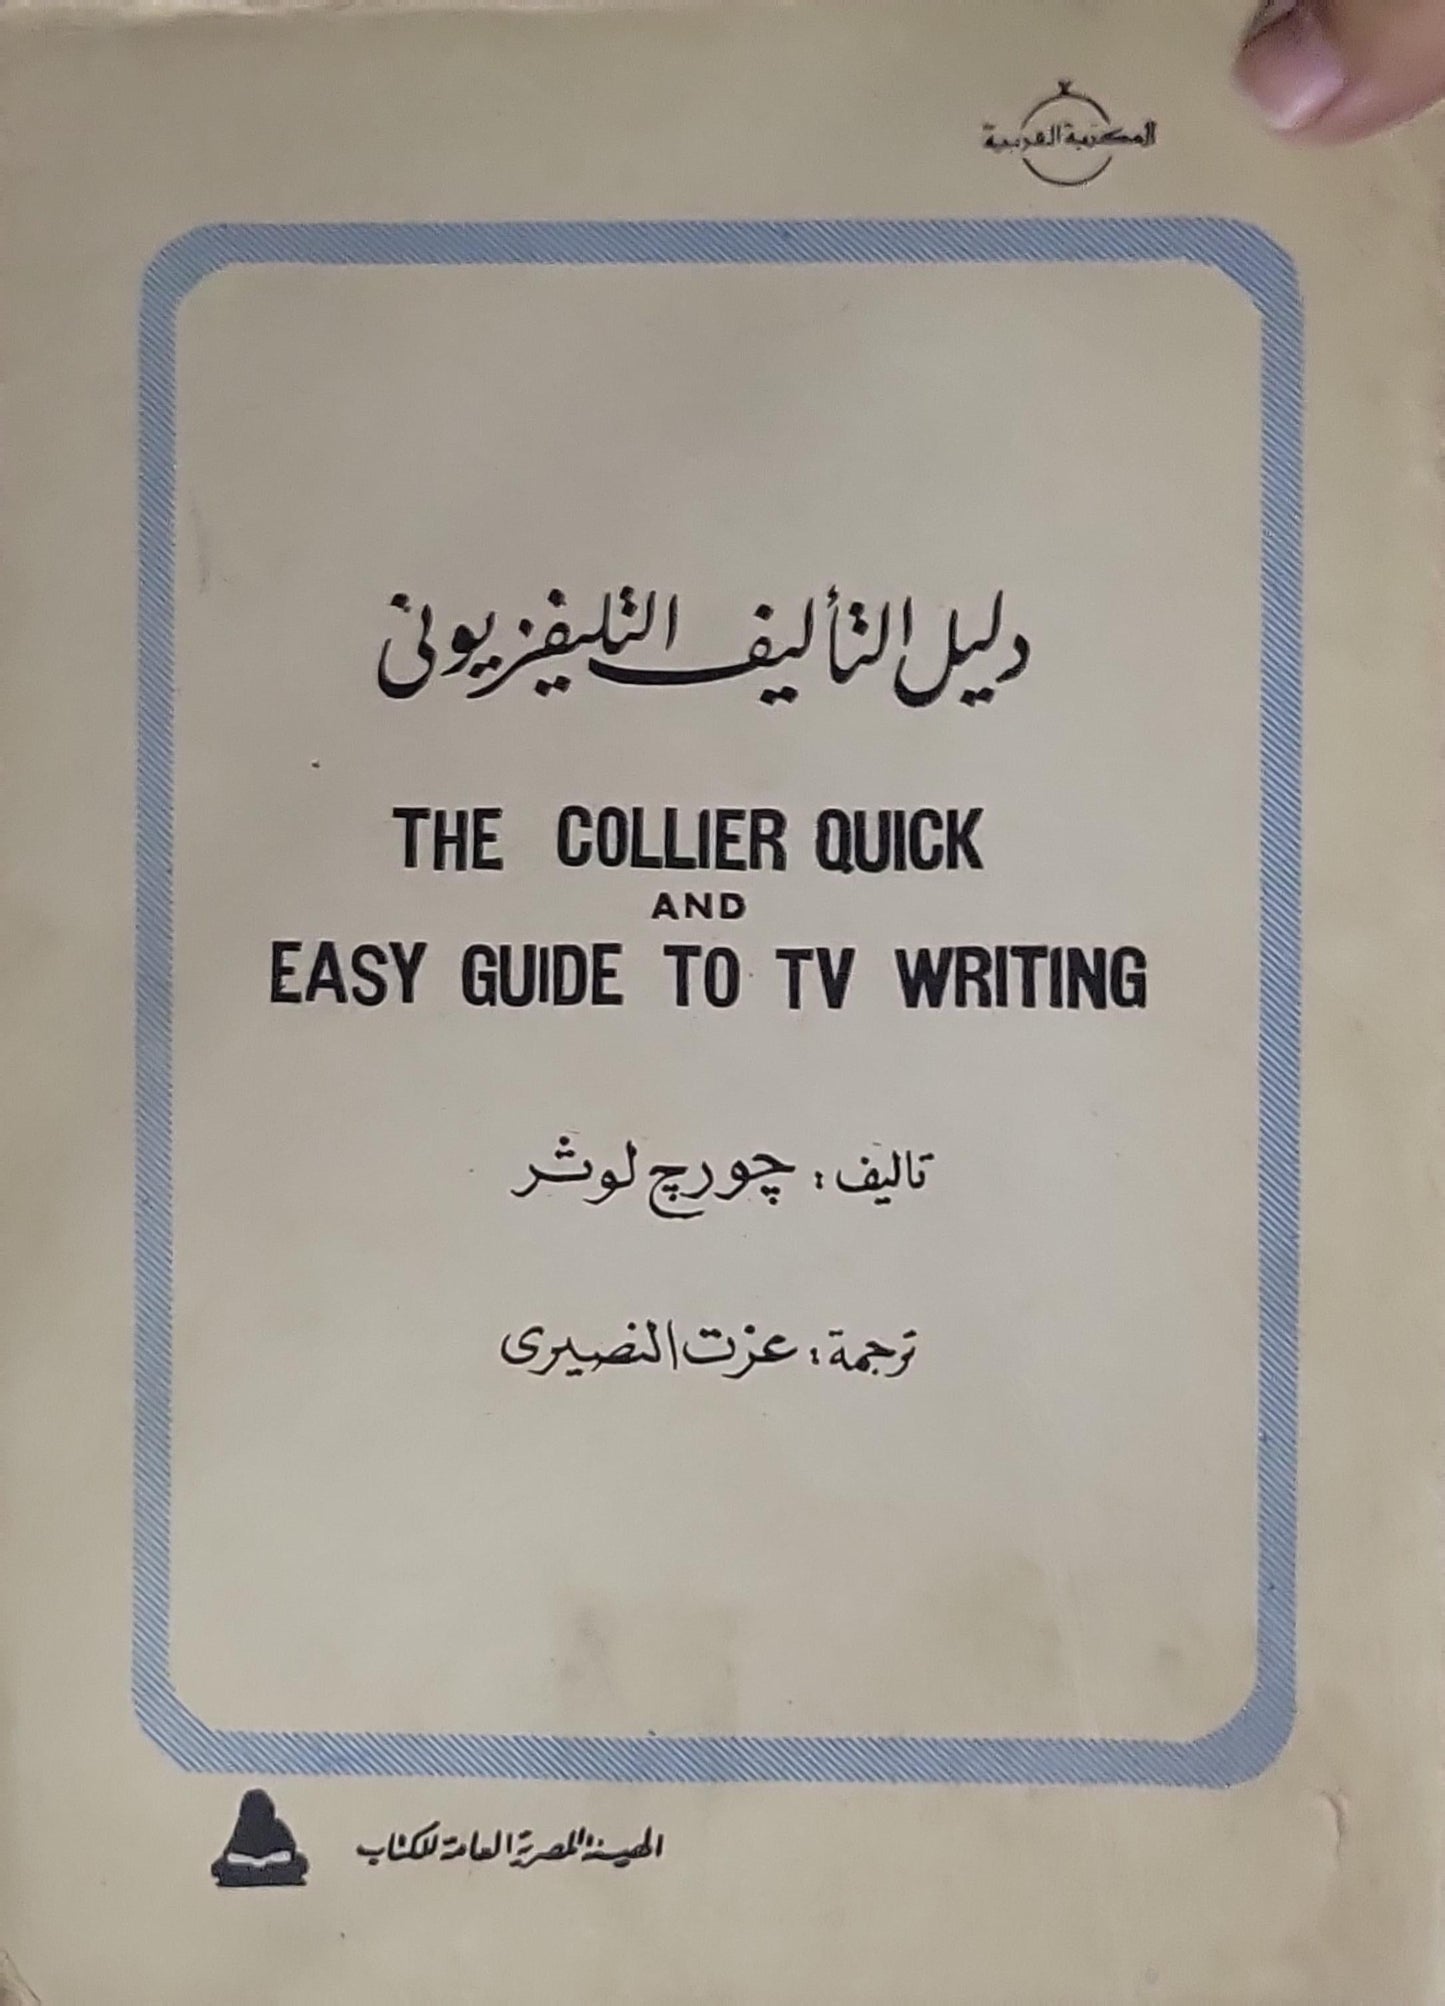 المكتبة العربية
دليل التأليف التليفزيونى
THE COLLIER QUICK
AND
EASY GUIDE TO TV WRITING
تاليف: چورچ لوثر
ترجمة: عزت النصيرى
الهيئة المصرية العامة للكتاب